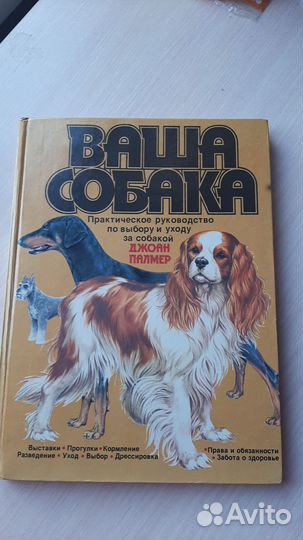 ВАША
СОБАКА
Практическое руководство
по выбору и уходу
за собакой
ДЖОАН
ПАЛМЕР
Выставки • Прогулки • Кормление
Разведение • Уход • Выбор • Дрессировка
• Права и обязанности
• Забота о здоровье
Avito